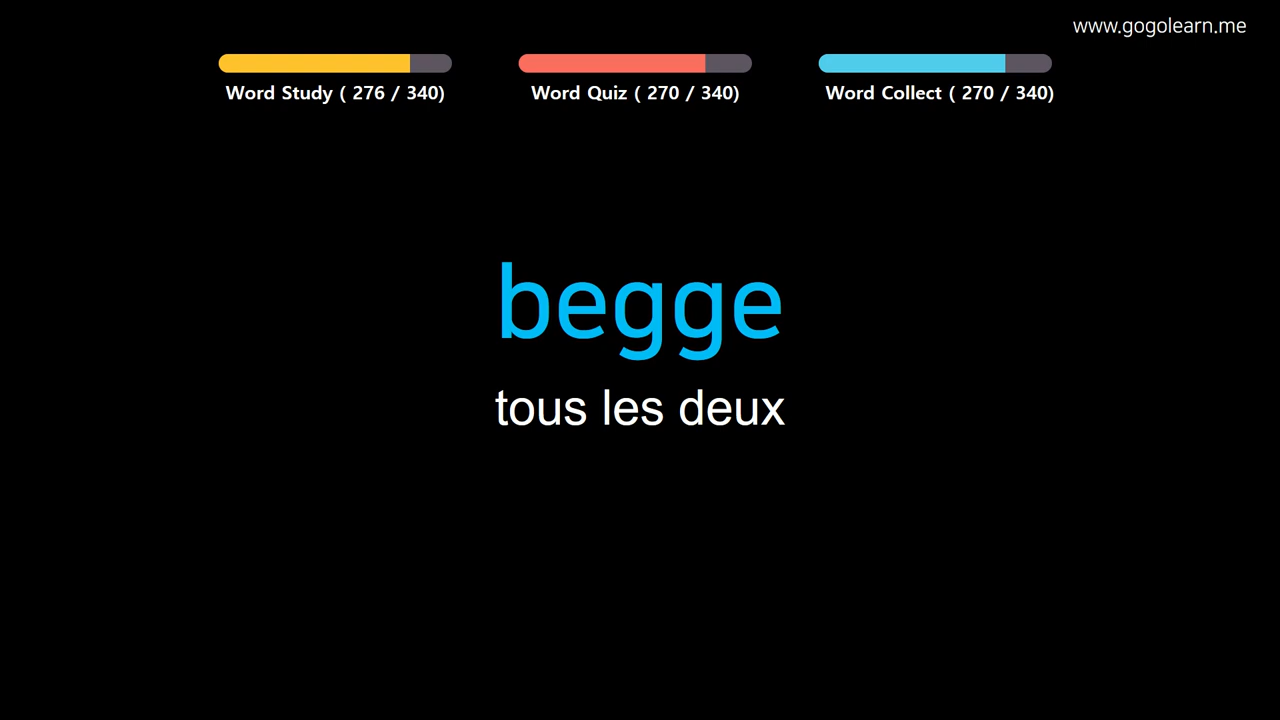 www.gogolearn.me
Word Study ( 276 / 340)
Word Quiz ( 270 / 340)
Word Collect ( 270 / 340)
begge
tous les deux